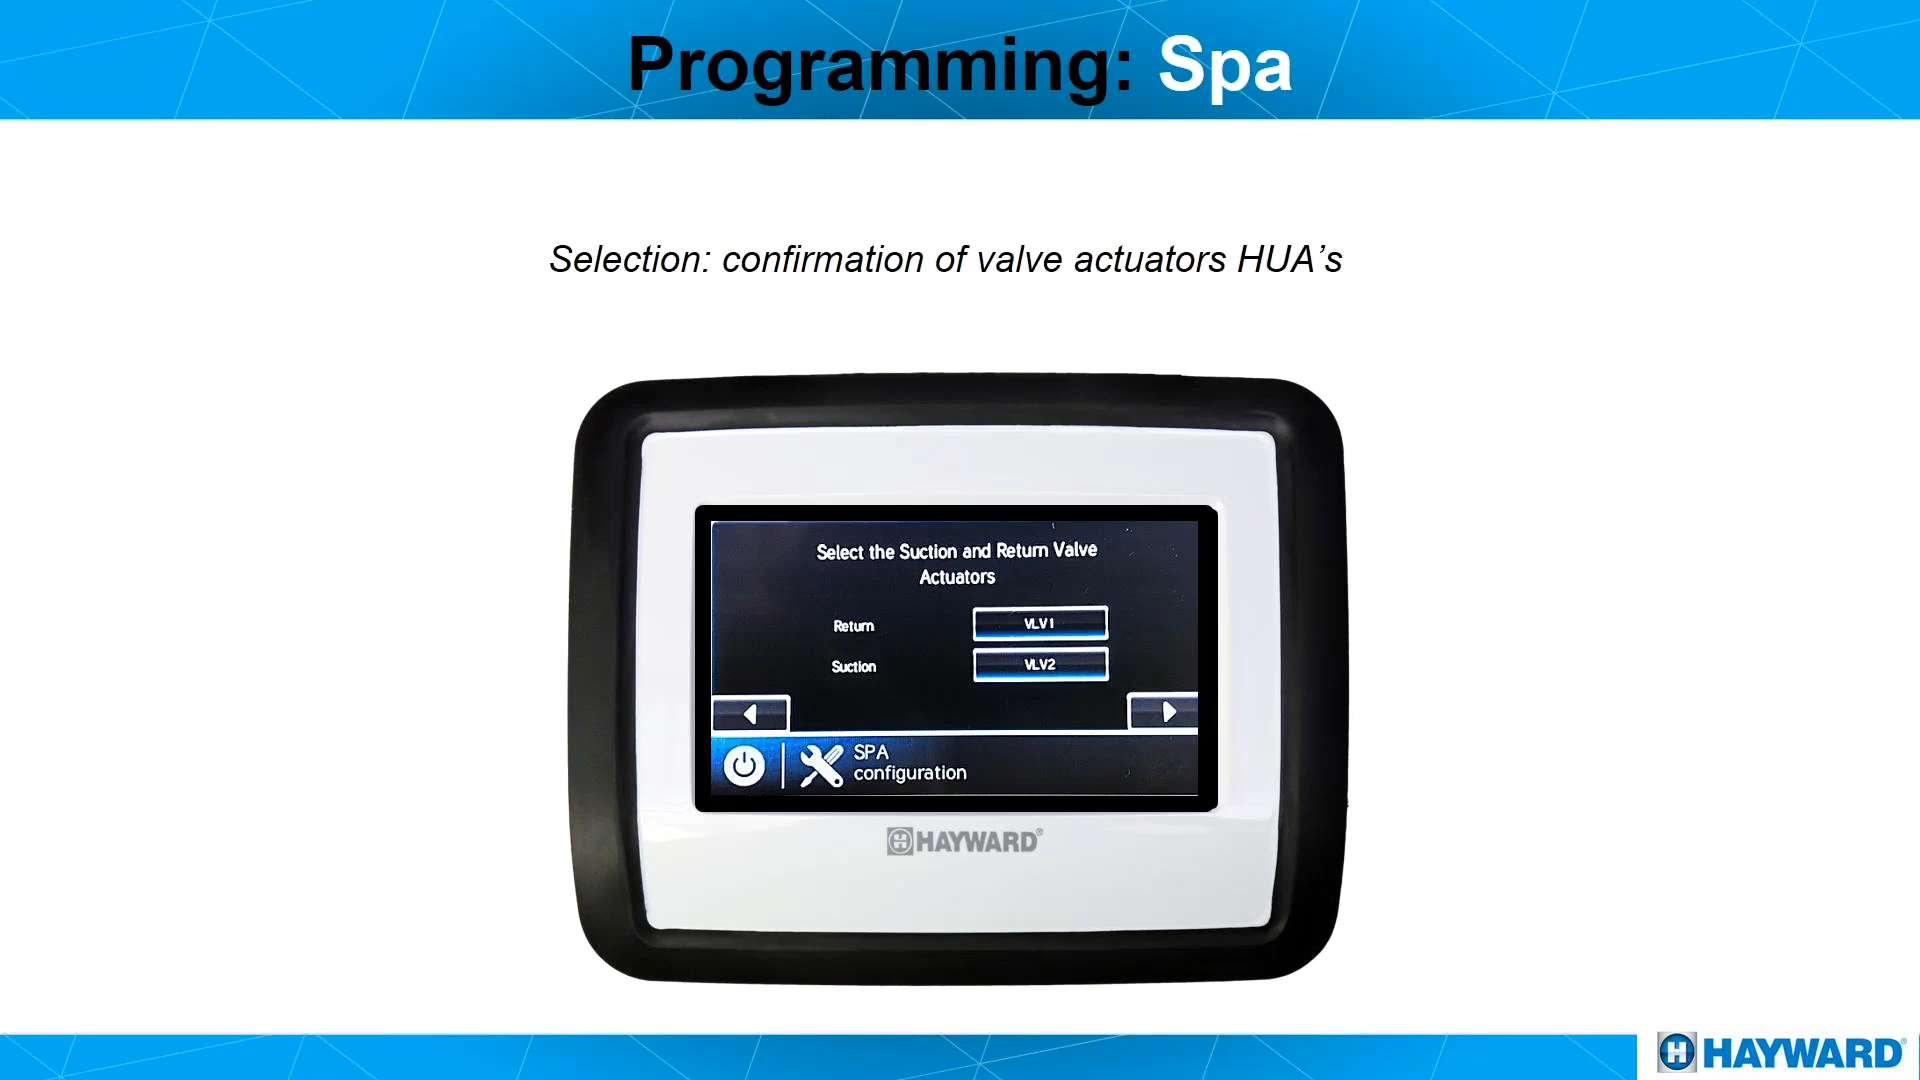 Programming: Spa
Selection: confirmation of valve actuators HUA’s
Select the Suction and Return Valve
Actuators
Return VLV1
Suction VLV2
SPA
configuration
HAYWARD®
HAYWARD®